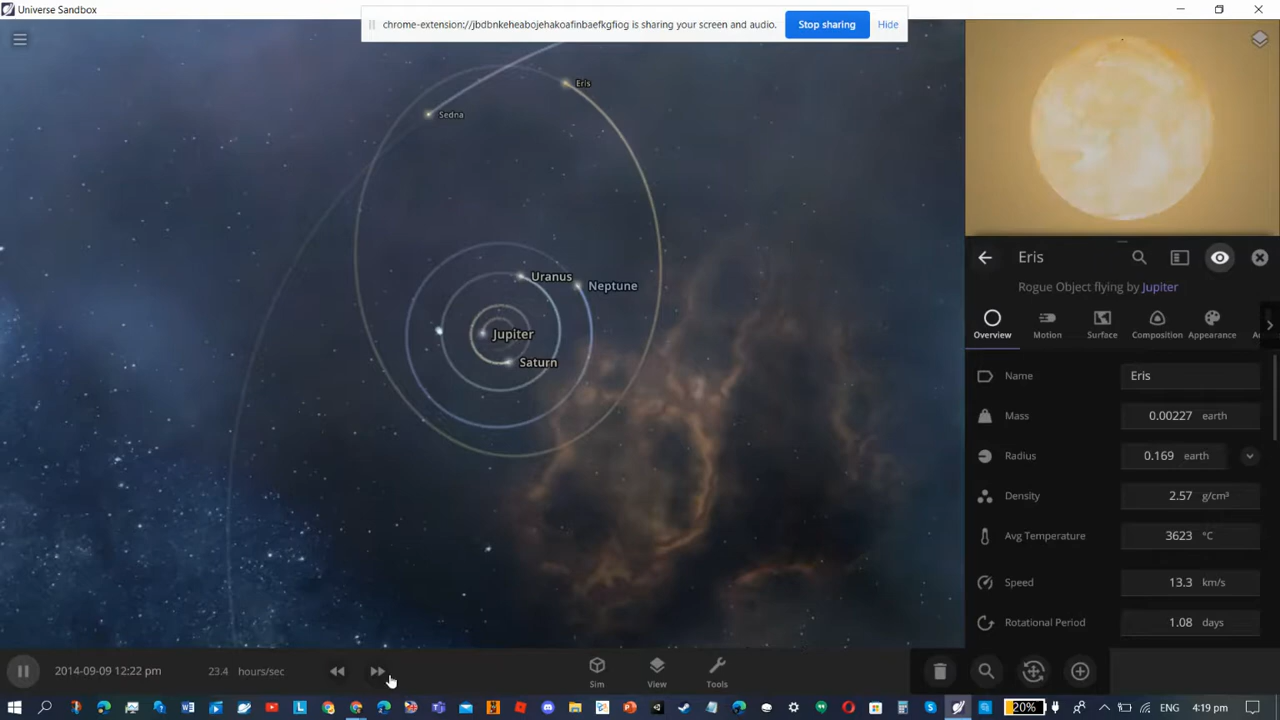 Universe Sandbox
chrome-extension://jbdbnkeheabojehakoafinbaefkgfiog is sharing your screen and audio.
Stop sharing
Hide
Eris
Sedna
Uranus
Neptune
Jupiter
Saturn
Eris
Rogue Object flying by Jupiter
Overview
Motion
Surface
Composition
Appearance
Name
Eris
Mass
0.00227 earth
Radius
0.169 earth
Density
2.57 g/cm³
Avg Temperature
3623 °C
Speed
13.3 km/s
Rotational Period
1.08 days
2014-09-09 12:22 pm
23.4 hours/sec
Sim
View
Tools
20%
4:19 pm